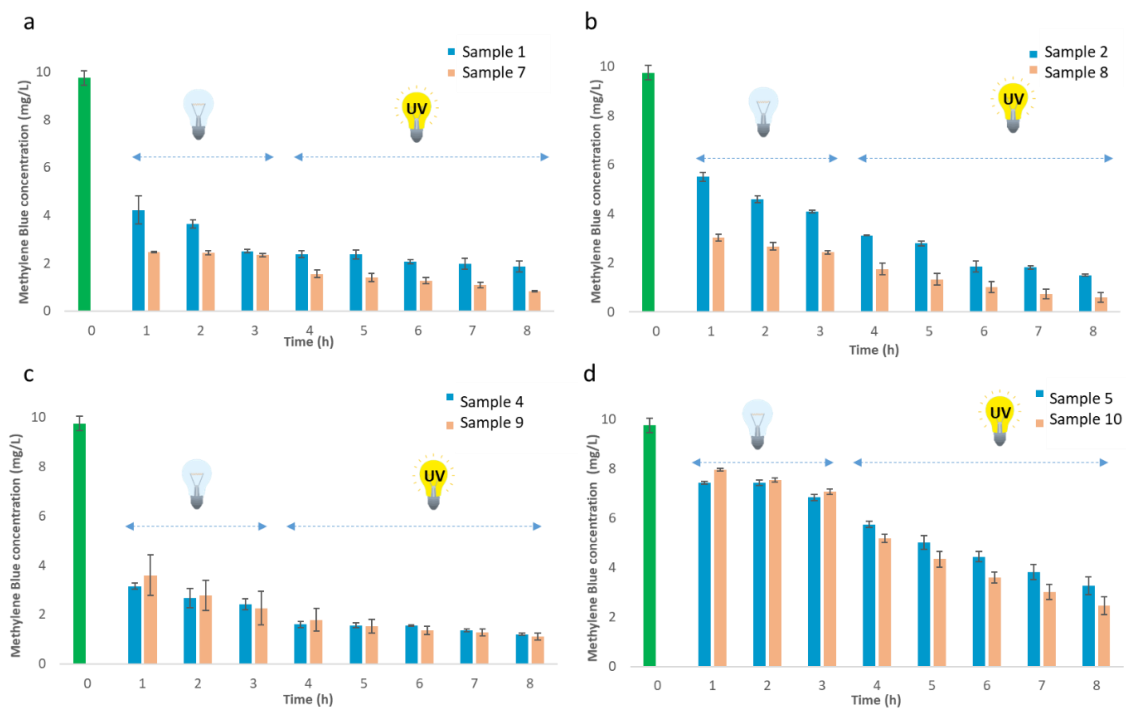 a
Sample 1
Sample 7
Methylene Blue concentration (mg/L)
10
8
6
4
2
0
UV
0 1 2 3 4 5 6 7 8
Time (h)
b
Sample 2
Sample 8
Methylene Blue concentration (mg/L)
10
8
6
4
2
0
UV
0 1 2 3 4 5 6 7 8
Time (h)
c
Sample 4
Sample 9
Methylene Blue concentration (mg/L)
10
8
6
4
2
0
UV
0 1 2 3 4 5 6 7 8
Time (h)
d
Sample 5
Sample 10
Methylene Blue concentration (mg/L)
10
8
6
4
2
0
UV
0 1 2 3 4 5 6 7 8
Time (h)